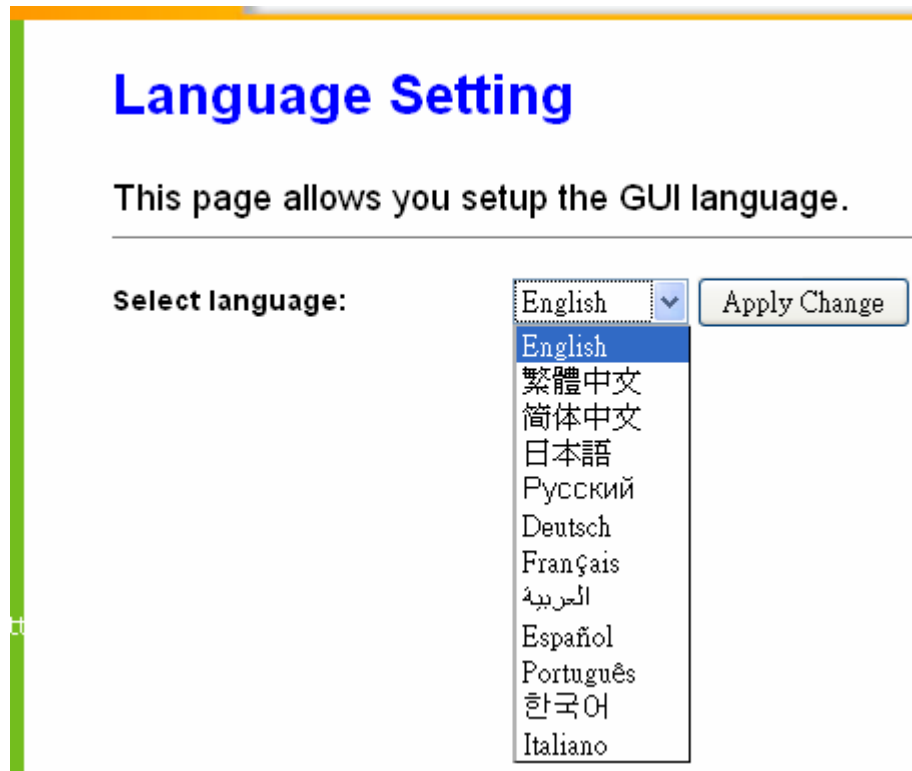 Language Setting
This page allows you setup the GUI language.
Select language: English Apply Change
English
繁體中文
简体中文
日本語
Русский
Deutsch
Français
العربية
Español
Português
한국어
Italiano